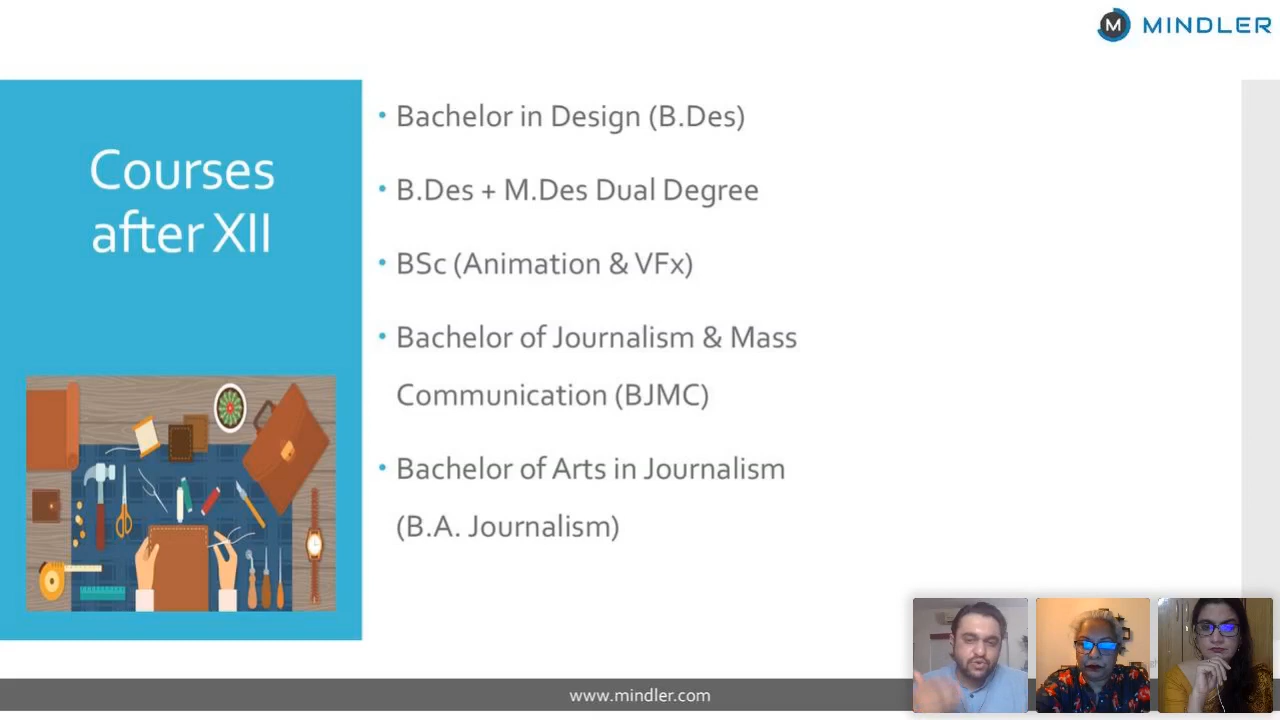 M MINDLER
Courses
after XII
• Bachelor in Design (B.Des)
• B.Des + M.Des Dual Degree
• BSc (Animation & VFx)
• Bachelor of Journalism & Mass
Communication (BJMC)
• Bachelor of Arts in Journalism
(B.A. Journalism)
www.mindler.com